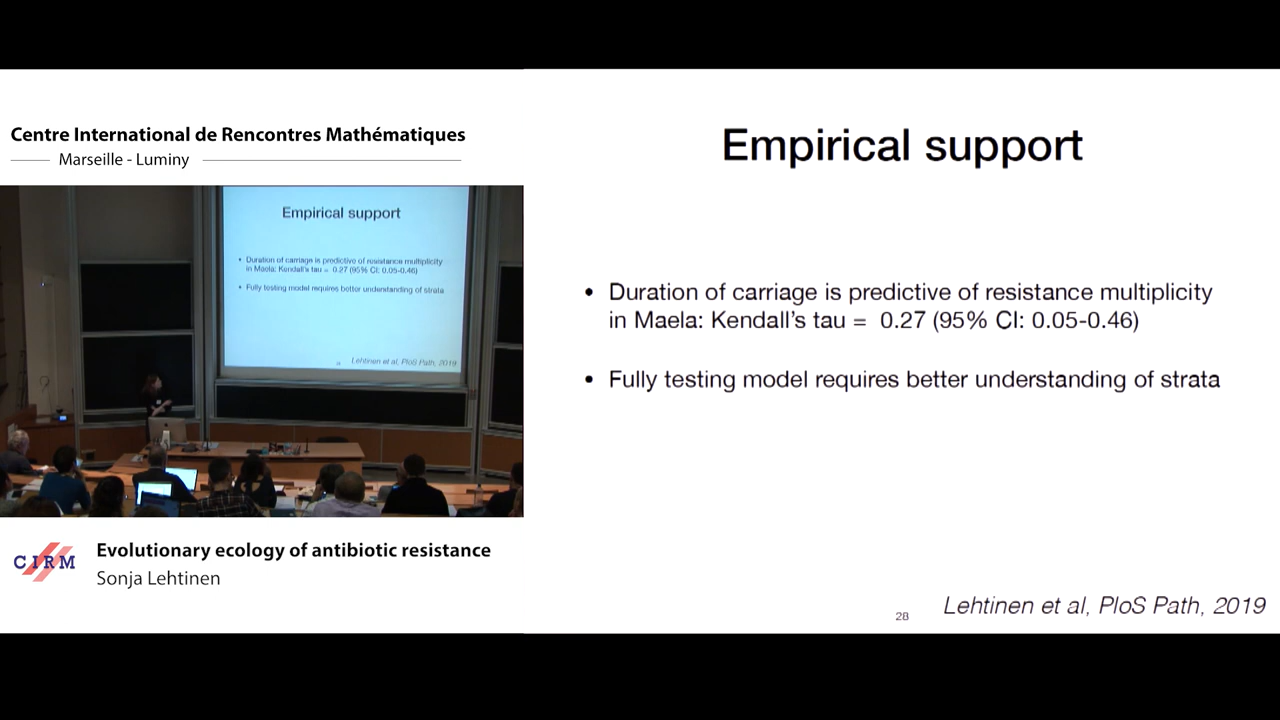 Centre International de Rencontres Mathématiques
Marseille - Luminy
Empirical support
• Duration of carriage is predictive of resistance multiplicity
in Maela: Kendall's tau = 0.27 (95% CI: 0.05-0.46)
• Fully testing model requires better understanding of strata
Lehtinen et al, PloS Path, 2019
CIRM
Evolutionary ecology of antibiotic resistance
Sonja Lehtinen
Empirical support
• Duration of carriage is predictive of resistance multiplicity
in Maela: Kendall's tau = 0.27 (95% CI: 0.05-0.46)
• Fully testing model requires better understanding of strata
28
Lehtinen et al, PloS Path, 2019